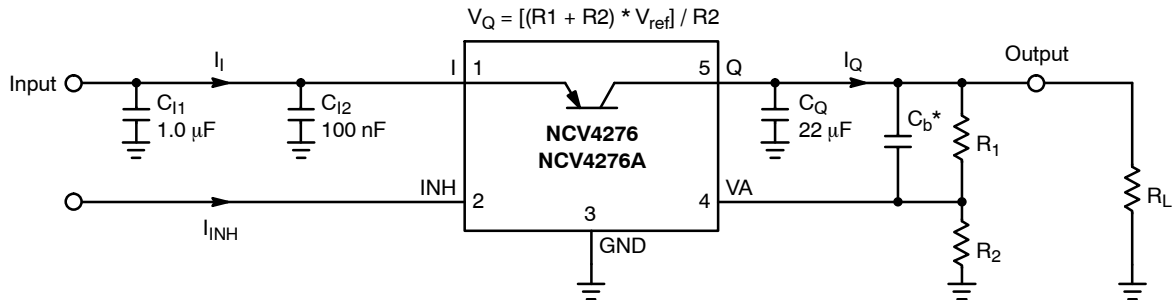 V_Q = [(R1 + R2) * V_ref] / R2
Input
I_I
I
1
5
Q
I_Q
Output
C_I1
1.0 μF
C_I2
100 nF
NCV4276
NCV4276A
C_Q
22 μF
C_b*
R_1
INH
2
4
VA
I_INH
3
GND
R_2
R_L